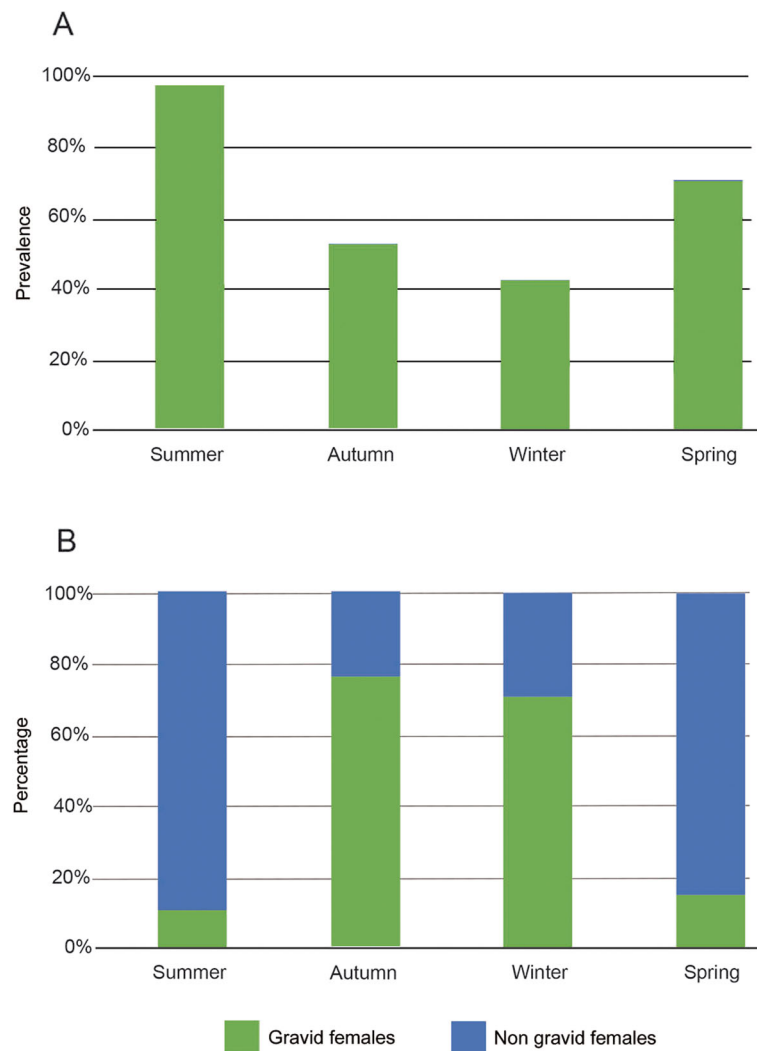 A
100%
80%
60%
40%
20%
0%
Prevalence
Summer Autumn Winter Spring
B
100%
80%
60%
40%
20%
0%
Percentage
Summer Autumn Winter Spring
Gravid females Non gravid females